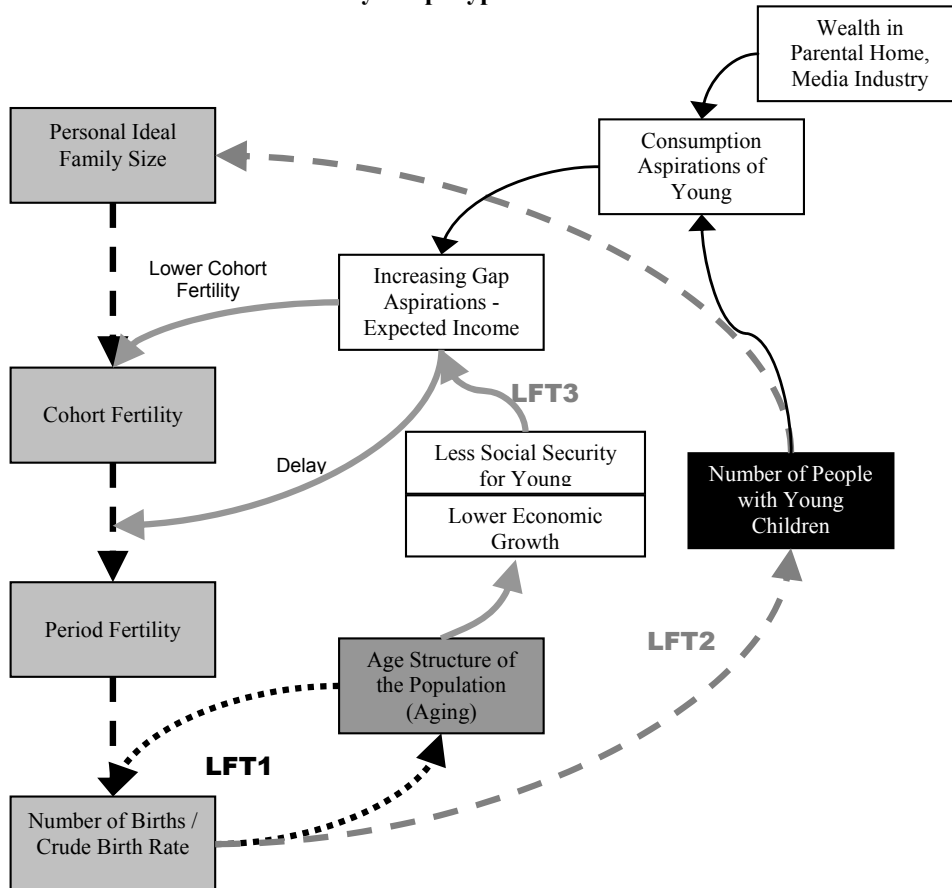 Wealth in
Parental Home,
Media Industry
Personal Ideal
Family Size
Consumption
Aspirations of
Young
Lower Cohort
Fertility
Increasing Gap
Aspirations -
Expected Income
Cohort Fertility
LFT3
Delay
Less Social Security
for Young
Lower Economic
Growth
Number of People
with Young
Children
Period Fertility
Age Structure of
the Population
(Aging)
LFT2
LFT1
Number of Births /
Crude Birth Rate